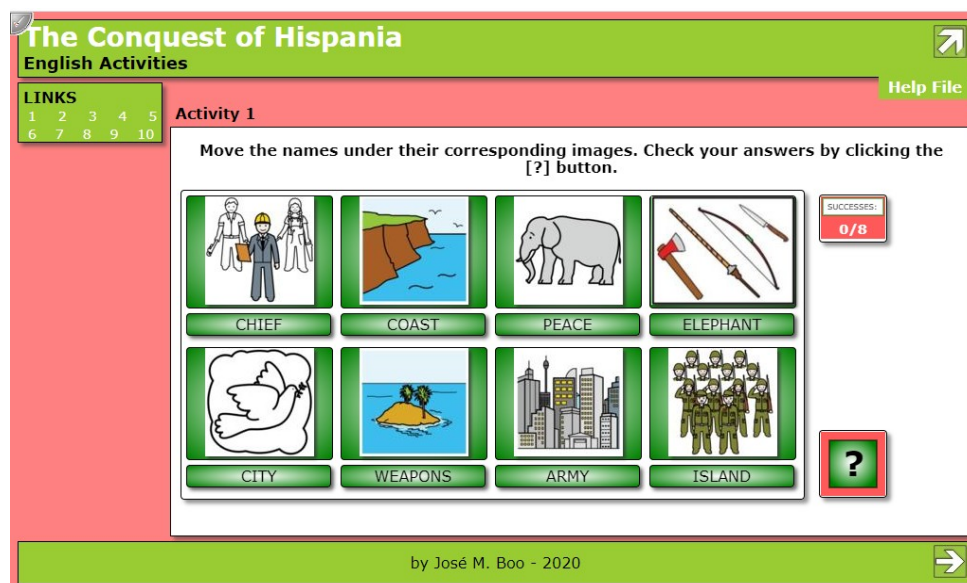 The Conquest of Hispania
English Activities
Help File
LINKS
1 2 3 4 5
6 7 8 9 10
Activity 1
Move the names under their corresponding images. Check your answers by clicking the
[?] button.
SUCCESSES:
0/8
CHIEF COAST PEACE ELEPHANT
CITY WEAPONS ARMY ISLAND
?
by José M. Boo - 2020